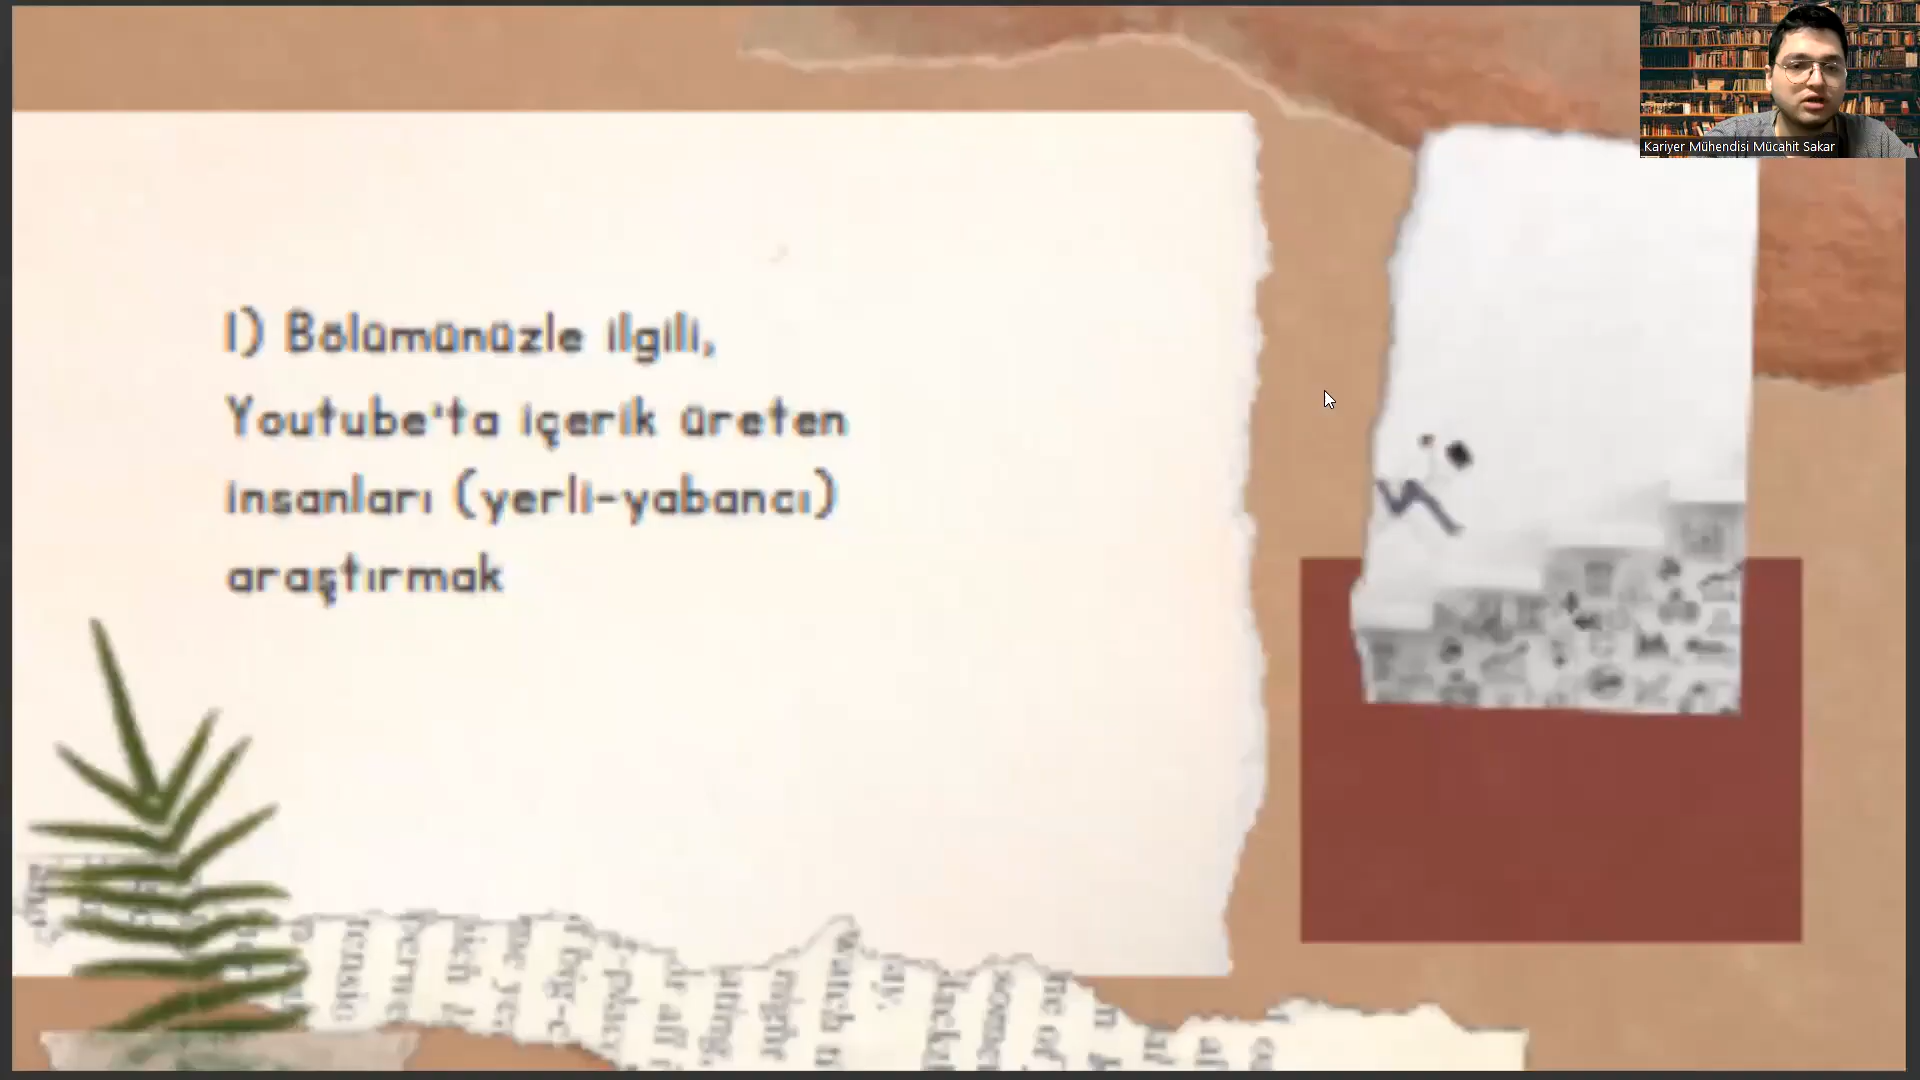 Kariyer Mühendisi Mücahit Sakar
1) Bölümünüzle ilgili,
Youtube'ta içerik üreten
insanları (yerli-yabancı)
araştırmak